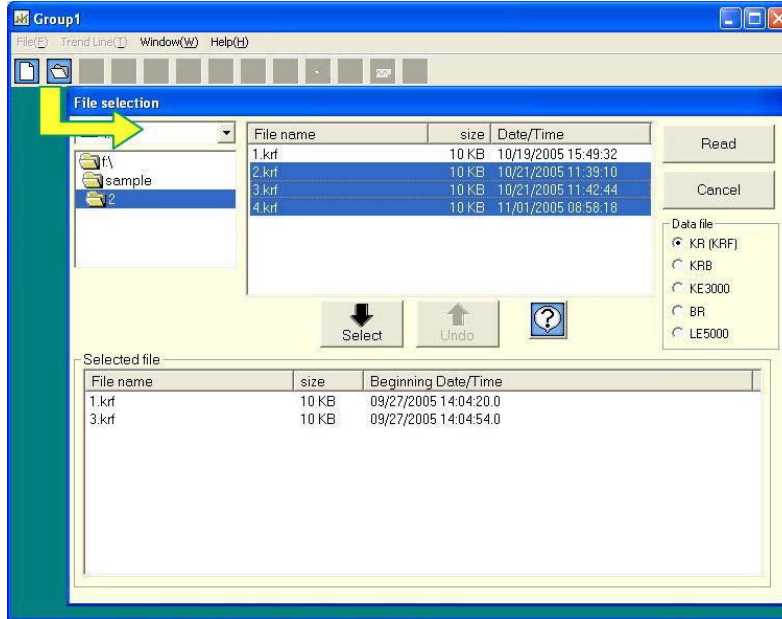 Group1
File(F) Trend Line(T) Window(W) Help(H)
File selection
File name size Date/Time
1.krf 10 KB 10/19/2005 15:49:32
2.krf 10 KB 10/21/2005 11:39:10
3.krf 10 KB 10/21/2005 11:42:44
4.krf 10 KB 11/01/2005 08:58:18
f:\
sample
2
Read
Cancel
Data file
KR (KRF)
KRB
KE3000
BR
LE5000
Select
Undo
?
Selected file
File name size Beginning Date/Time
1.krf 10 KB 09/27/2005 14:04:20.0
3.krf 10 KB 09/27/2005 14:04:54.0